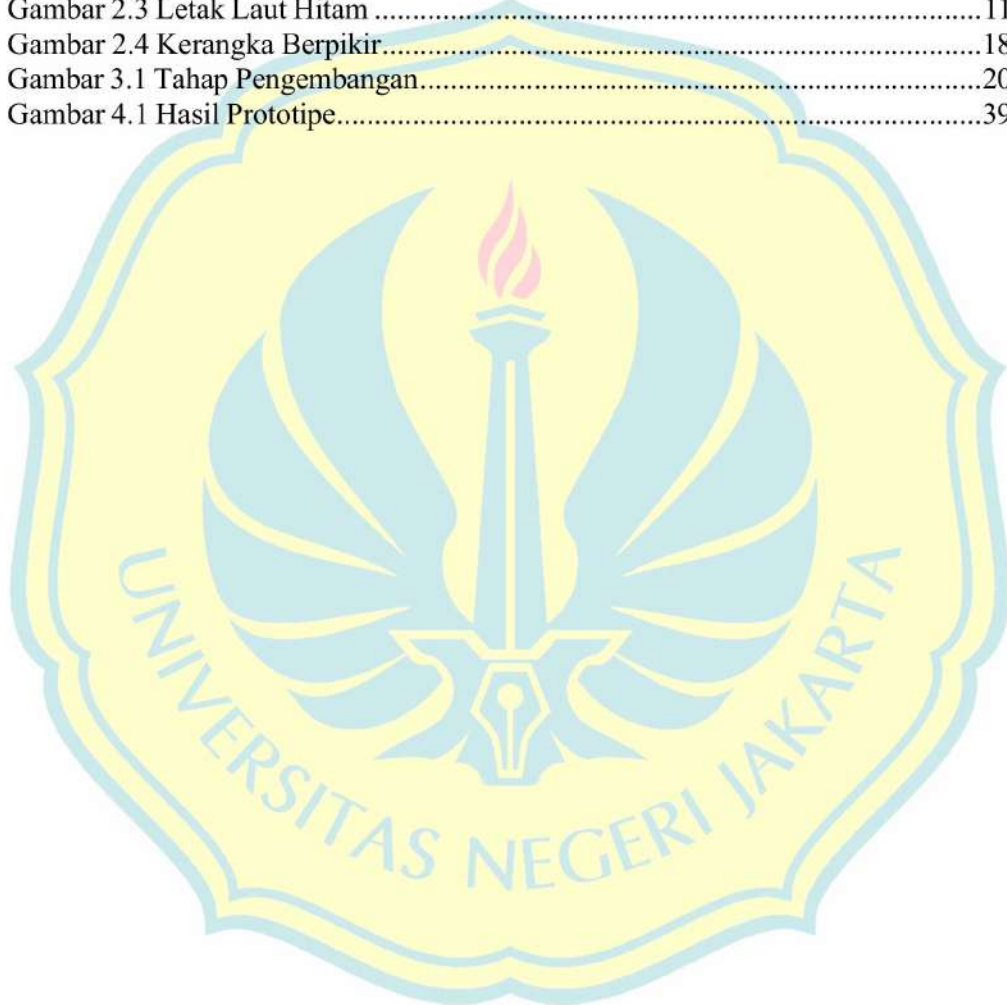 Gambar 2.3 Letak Laut Hitam ........................................................................................ 11
Gambar 2.4 Kerangka Berpikir....................................................................................... 18
Gambar 3.1 Tahap Pengembangan................................................................................. 20
Gambar 4.1 Hasil Prototipe............................................................................................. 39
UNIVERSITAS NEGERI JAKARTA